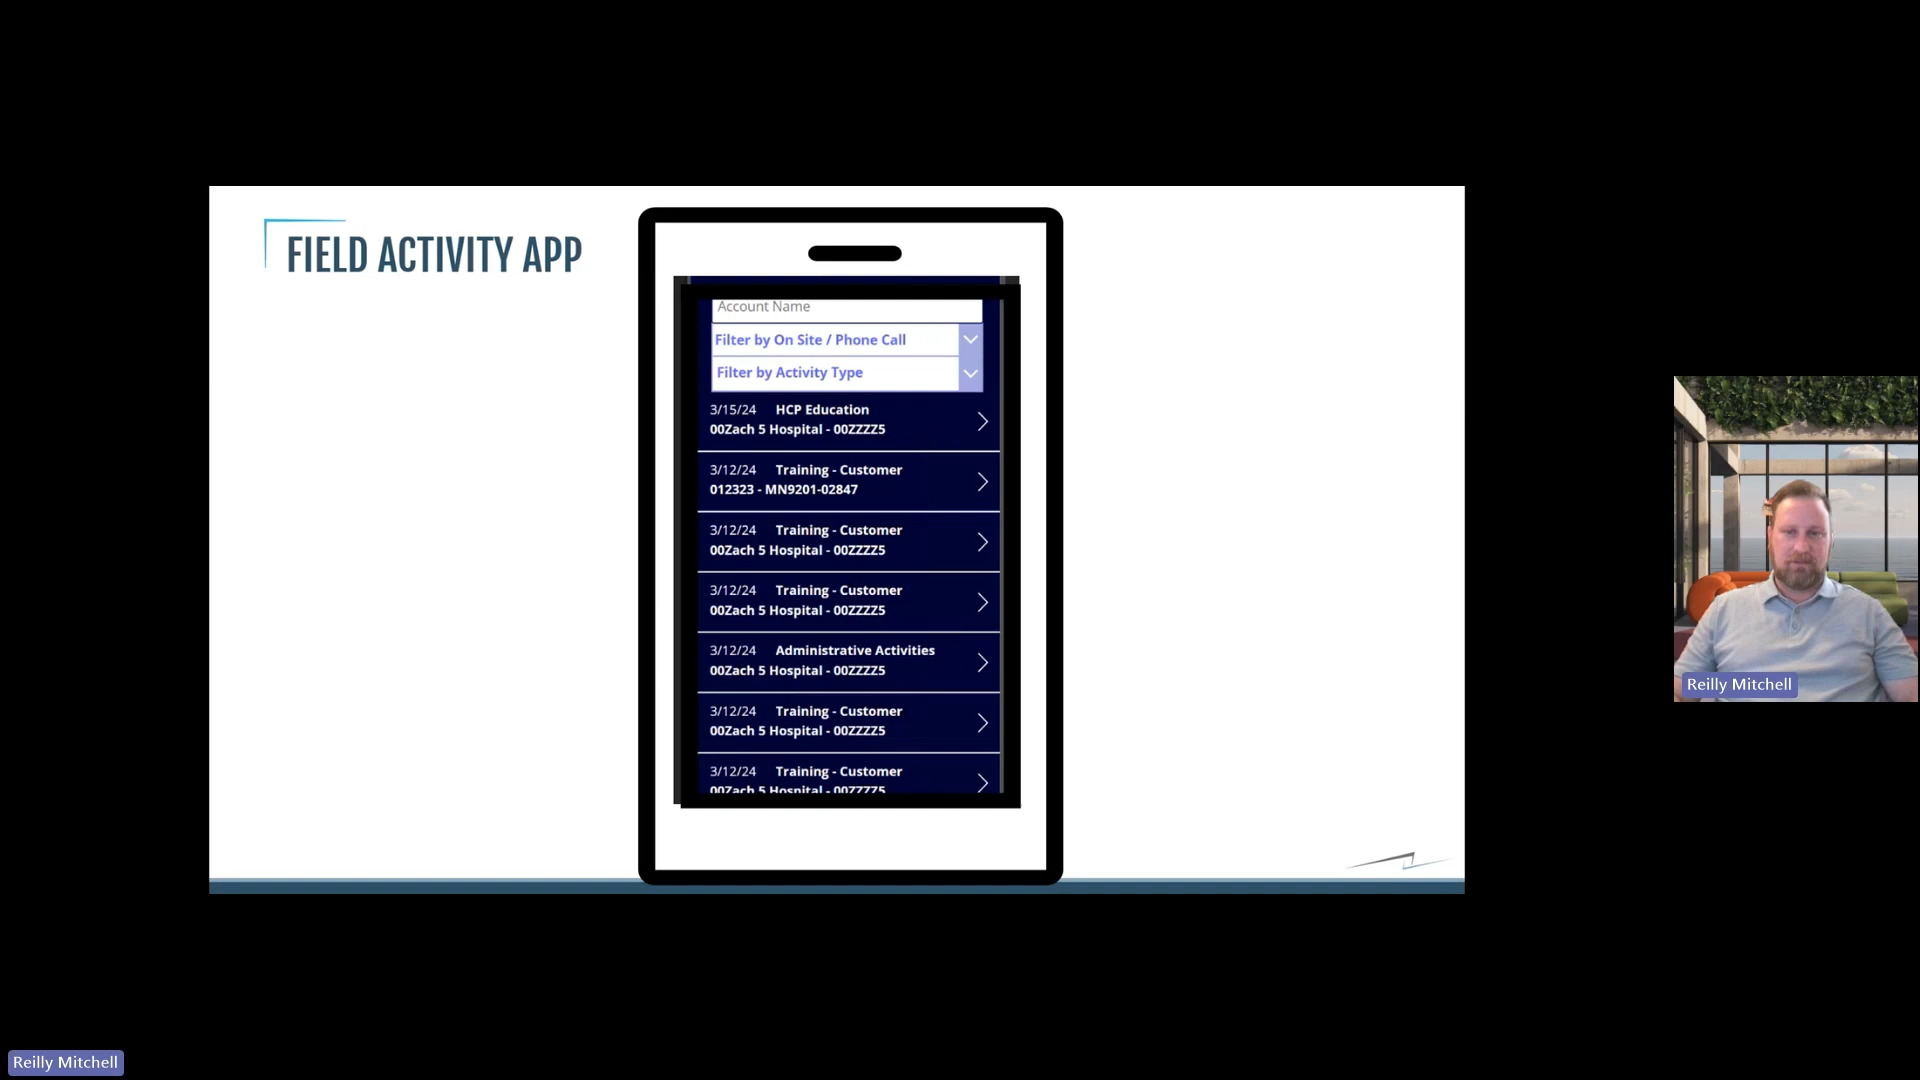 FIELD ACTIVITY APP
Account Name
Filter by On Site / Phone Call
Filter by Activity Type
3/15/24 HCP Education
00Zach 5 Hospital - 00ZZZZ5
3/12/24 Training - Customer
012323 - MN9201-02847
3/12/24 Training - Customer
00Zach 5 Hospital - 00ZZZZ5
3/12/24 Training - Customer
00Zach 5 Hospital - 00ZZZZ5
3/12/24 Administrative Activities
00Zach 5 Hospital - 00ZZZZ5
3/12/24 Training - Customer
00Zach 5 Hospital - 00ZZZZ5
3/12/24 Training - Customer
00Zach 5 Hospital - 00ZZZZ5
Reilly Mitchell
Reilly Mitchell